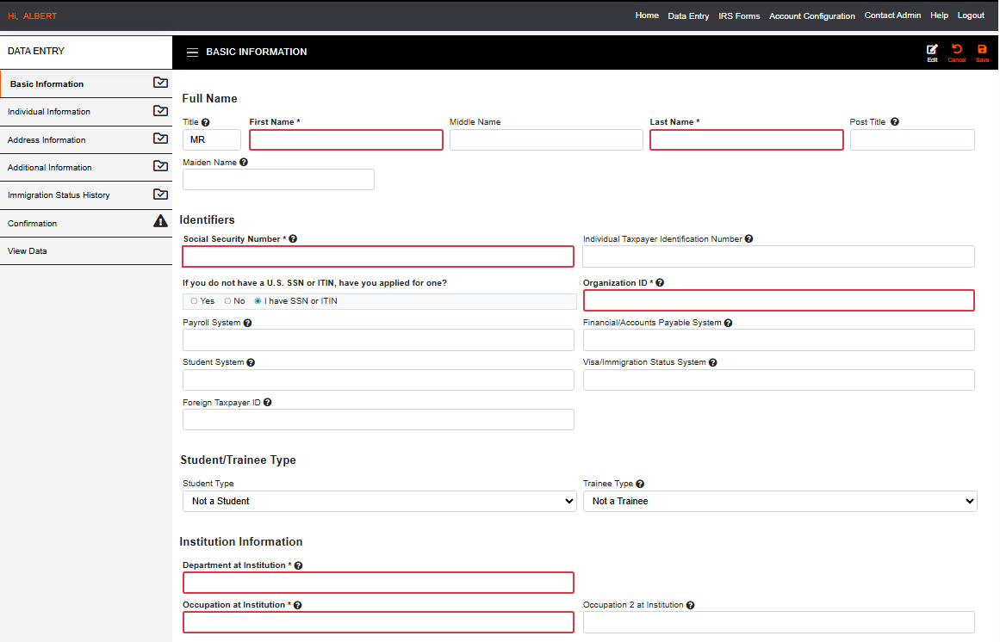 Hi, ALBERT
Home Data Entry IRS Forms Account Configuration Contact Admin Help Logout
DATA ENTRY
BASIC INFORMATION
Edit Cancel Save
Basic Information
Individual Information
Address Information
Additional Information
Immigration Status History
Confirmation
View Data
Full Name
Title ? First Name * Middle Name Last Name * Post Title ?
MR
Maiden Name ?
Identifiers
Social Security Number * ? Individual Taxpayer Identification Number ?
If you do not have a U.S. SSN or ITIN, have you applied for one? Organization ID * ?
Yes No I have SSN or ITIN
Payroll System ? Financial/Accounts Payable System ?
Student System ? Visa/Immigration Status System ?
Foreign Taxpayer ID ?
Student/Trainee Type
Student Type Trainee Type ?
Not a Student Not a Trainee
Institution Information
Department at Institution * ?
Occupation at Institution * ? Occupation 2 at Institution ?